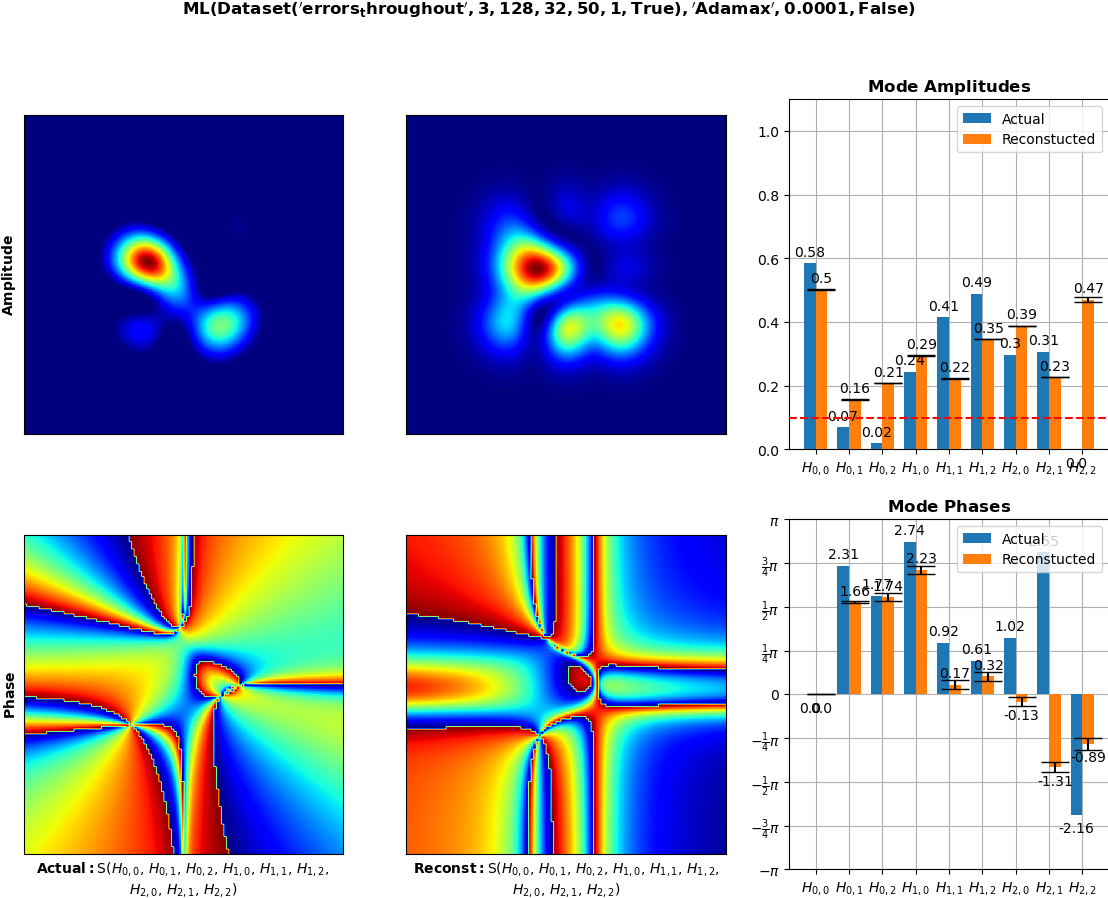 ML(Dataset('errors_throughout', 3, 128, 32, 50, 1, True), 'Adamax', 0.0001, False)
Mode Amplitudes
Actual
Reconstucted
1.0
0.8
0.6
0.4
0.2
0.0
0.58
0.5
0.07
0.16
0.02
0.21
0.24
0.29
0.41
0.22
0.49
0.35
0.3
0.39
0.31
0.23
0.0
0.47
H0,0 H0,1 H0,2 H1,0 H1,1 H1,2 H2,0 H2,1 H2,2
Amplitude
Mode Phases
Actual
Reconstucted
π
3/4π
1/2π
1/4π
0
−1/4π
−1/2π
−3/4π
−π
0.0
0.0
2.31
1.66
1.77
1.74
2.74
2.23
0.92
0.17
0.61
0.32
1.02
-0.13
-1.31
-2.16
-0.89
H0,0 H0,1 H0,2 H1,0 H1,1 H1,2 H2,0 H2,1 H2,2
Phase
Actual: S(H0,0, H0,1, H0,2, H1,0, H1,1, H1,2,
H2,0, H2,1, H2,2)
Reconst: S(H0,0, H0,1, H0,2, H1,0, H1,1, H1,2,
H2,0, H2,1, H2,2)